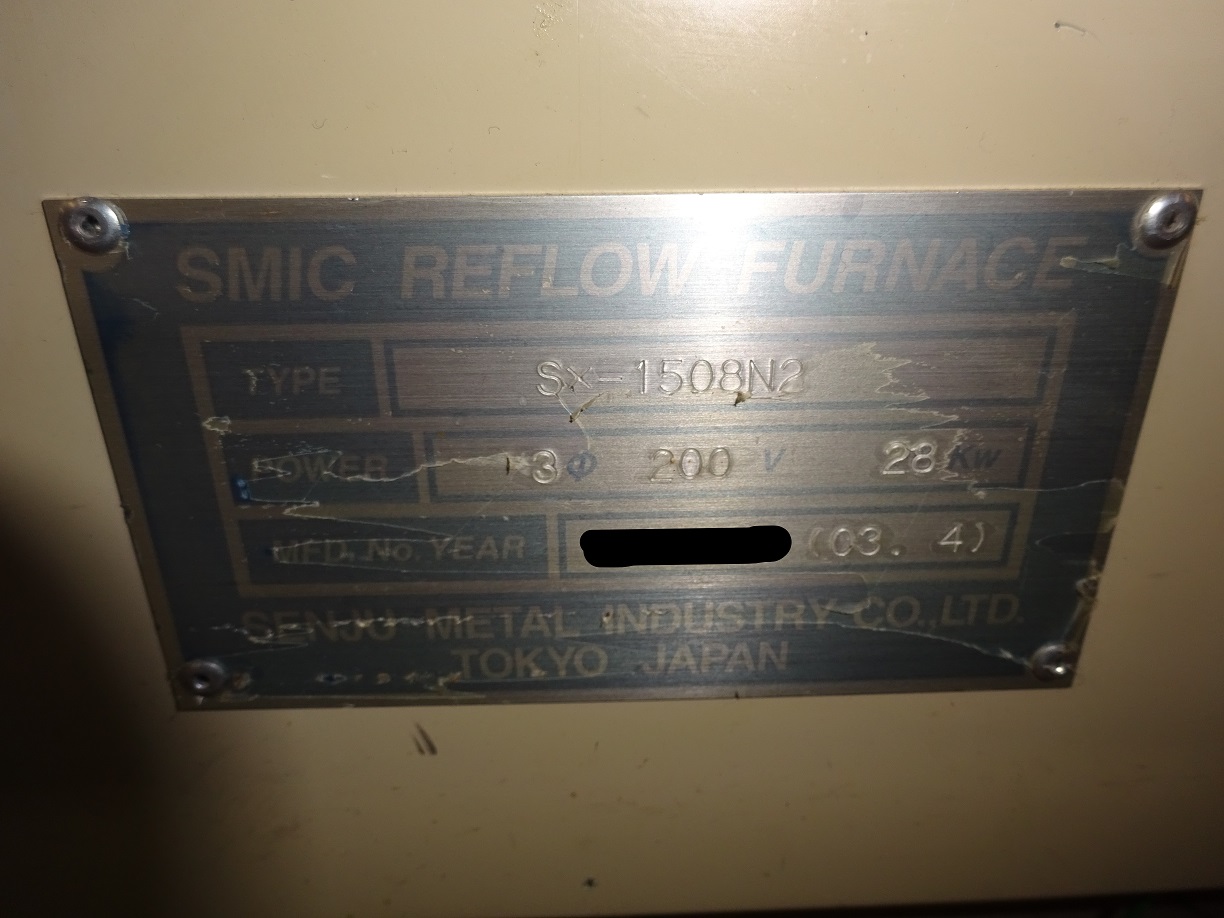 SMIC REFLOW FURNACE
TYPE Sx-1508N2
POWER 3Φ 200 V 28 Kw
MFD. No. YEAR (03. 4)
SENJU METAL INDUSTRY CO.,LTD.
TOKYO JAPAN